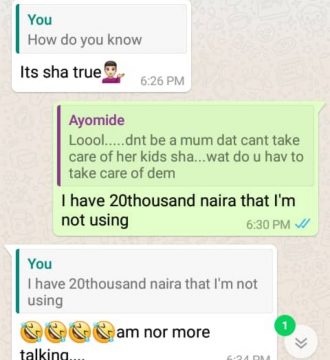 You
How do you know
Its sha true💁🏻‍♂️
6:26 PM
Ayomide
Loool.....dnt be a mum dat cant take
care of her kids sha...wat do u hav to
take care of dem
I have 20thousand naira that I'm
not using
6:30 PM
You
I have 20thousand naira that I'm not
using
🤣🤣🤣🤣am nor more
talking....
6:34 PM
1